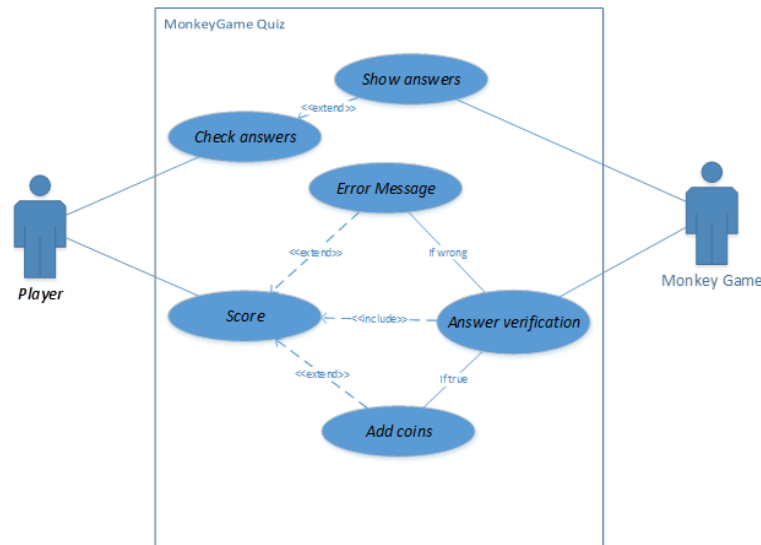 MonkeyGame Quiz
Show answers
<<extend>>
Check answers
Error Message
<<extend>>
If wrong
Player
Monkey Game
Score
<<include>>
Answer verification
<<extend>>
If true
Add coins